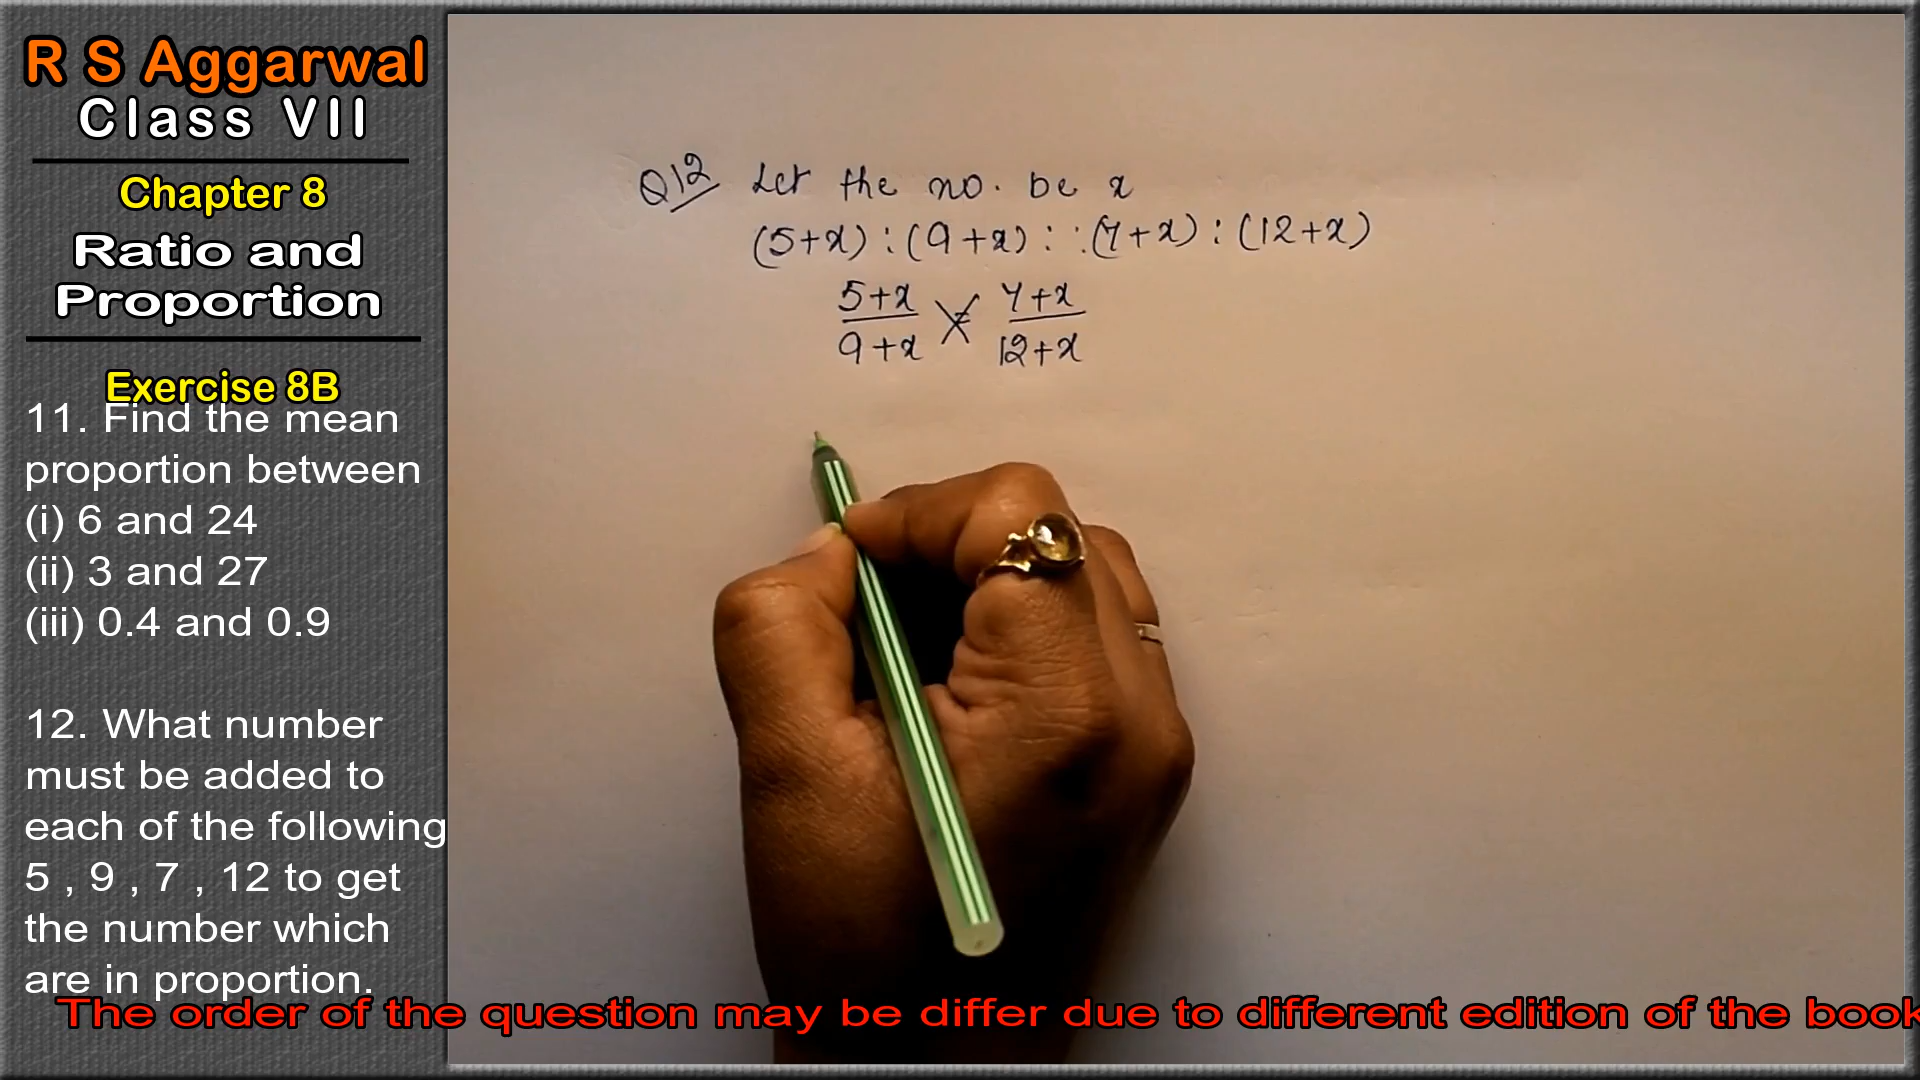 R S Aggarwal
Class VII
Chapter 8
Ratio and
Proportion
Exercise 8B
11. Find the mean
proportion between
(i) 6 and 24
(ii) 3 and 27
(iii) 0.4 and 0.9
12. What number
must be added to
each of the following
5 , 9 , 7 , 12 to get
the number which
are in proportion.
Q12 Let the no. be x
(5+x) : (9+x) : : (7+x) : (12+x)
5+x = 7+x
9+x 12+x
The order of the question may be differ due to different edition of the book